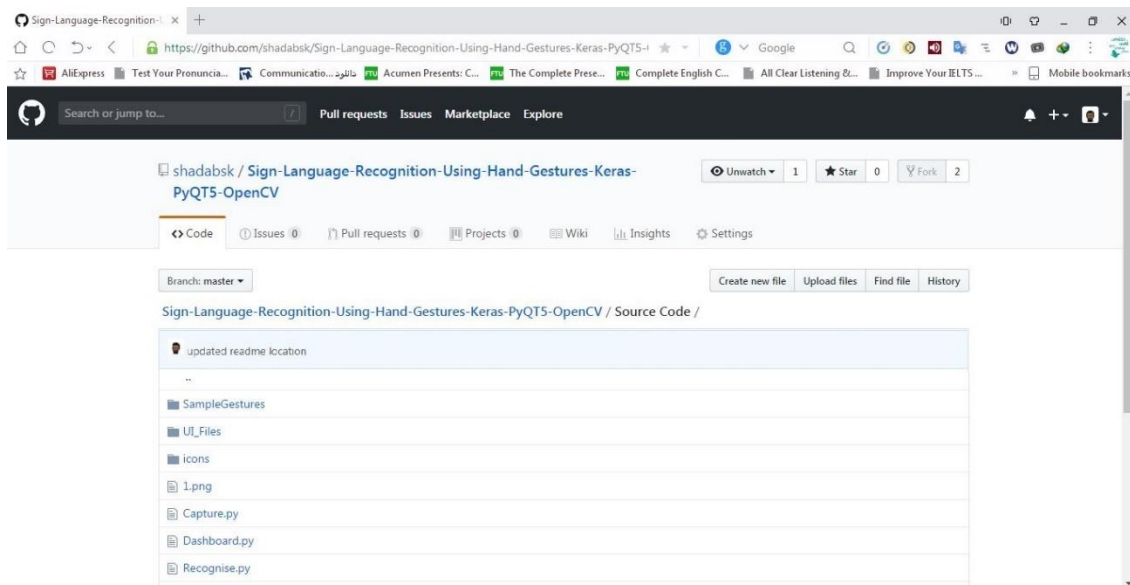 Sign-Language-Recognition-
https://github.com/shadabsk/Sign-Language-Recognition-Using-Hand-Gestures-Keras-PyQT5-
Google
AliExpress Test Your Pronuncia... Communicatio... دانلود Acumen Presents: C... The Complete Prese... Complete English C... All Clear Listening &... Improve Your IELTS ... » Mobile bookmarks
Search or jump to... / Pull requests Issues Marketplace Explore
shadabsk / Sign-Language-Recognition-Using-Hand-Gestures-Keras-
PyQT5-OpenCV
Unwatch 1 Star 0 Fork 2
Code Issues 0 Pull requests 0 Projects 0 Wiki Insights Settings
Branch: master Create new file Upload files Find file History
Sign-Language-Recognition-Using-Hand-Gestures-Keras-PyQT5-OpenCV / Source Code /
updated readme location
..
SampleGestures
UI_Files
icons
1.png
Capture.py
Dashboard.py
Recognise.py